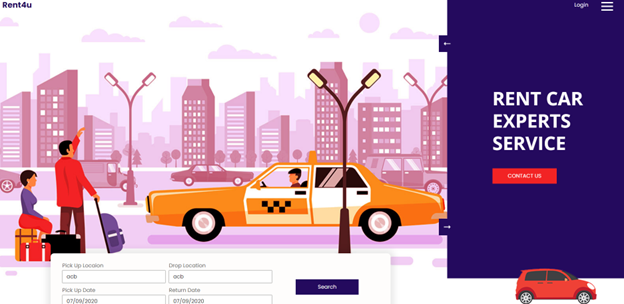 Rent4u
Login
RENT CAR
EXPERTS
SERVICE
CONTACT US
Pick Up Location
Drop Location
acb
acb
Pick Up Date
Return Date
07/09/2020
07/09/2020
Search